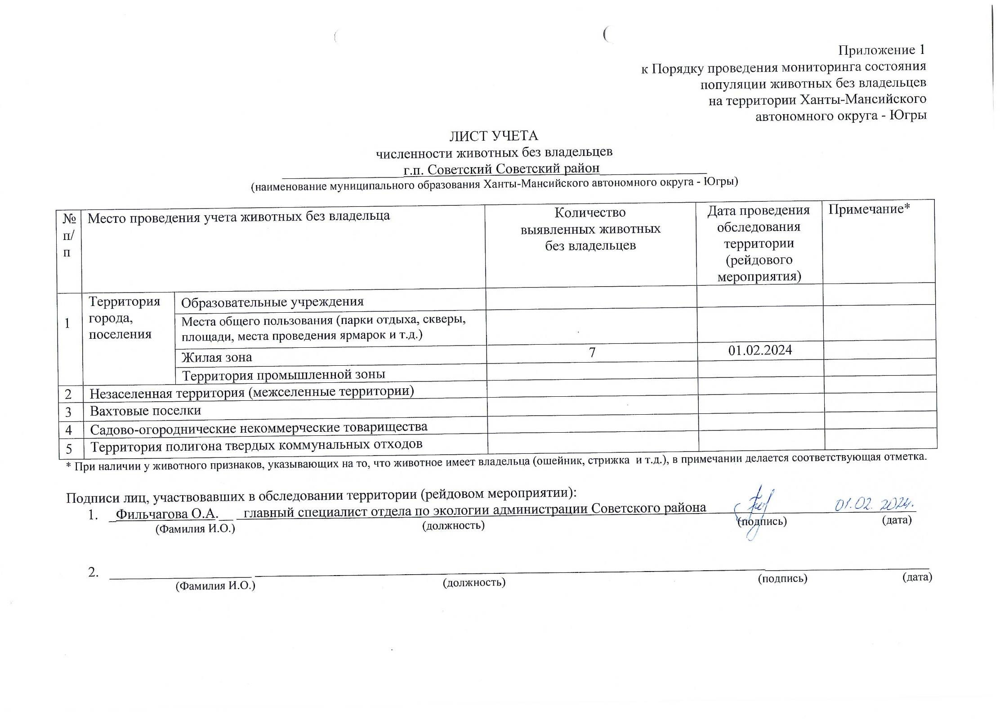 Приложение 1
к Порядку проведения мониторинга состояния
популяции животных без владельцев
на территории Ханты-Мансийского
автономного округа - Югры
ЛИСТ УЧЕТА
численности животных без владельцев
г.п. Советский Советский район
(наименование муниципального образования Ханты-Мансийского автономного округа - Югры)
№ п/п Место проведения учета животных без владельца
Количество
выявленных животных
без владельцев
Дата проведения
обследования
территории
(рейдового
мероприятия)
Примечание*
1
Территория
города,
поселения
Образовательные учреждения
Места общего пользования (парки отдыха, скверы,
площади, места проведения ярмарок и т.д.)
Жилая зона 7 01.02.2024
Территория промышленной зоны
2 Незаселенная территория (межселенные территории)
3 Вахтовые поселки
4 Садово-огороднические некоммерческие товарищества
5 Территория полигона твердых коммунальных отходов
* При наличии у животного признаков, указывающих на то, что животное имеет владельца (ошейник, стрижка и т.д.), в примечании делается соответствующая отметка.
Подписи лиц, участвовавших в обследовании территории (рейдовом мероприятии):
1. Фильчагова О.А. главный специалист отдела по экологии администрации Советского района 01.02. 2024.
(Фамилия И.О.) (должность) (подпись) (дата)
2.
(Фамилия И.О.) (должность) (подпись) (дата)